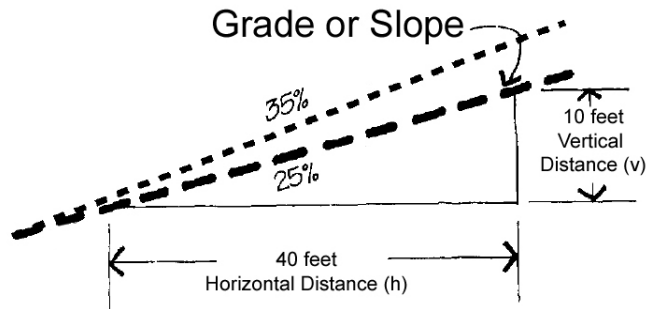 Grade or Slope
35%
25%
10 feet
Vertical
Distance (v)
40 feet
Horizontal Distance (h)